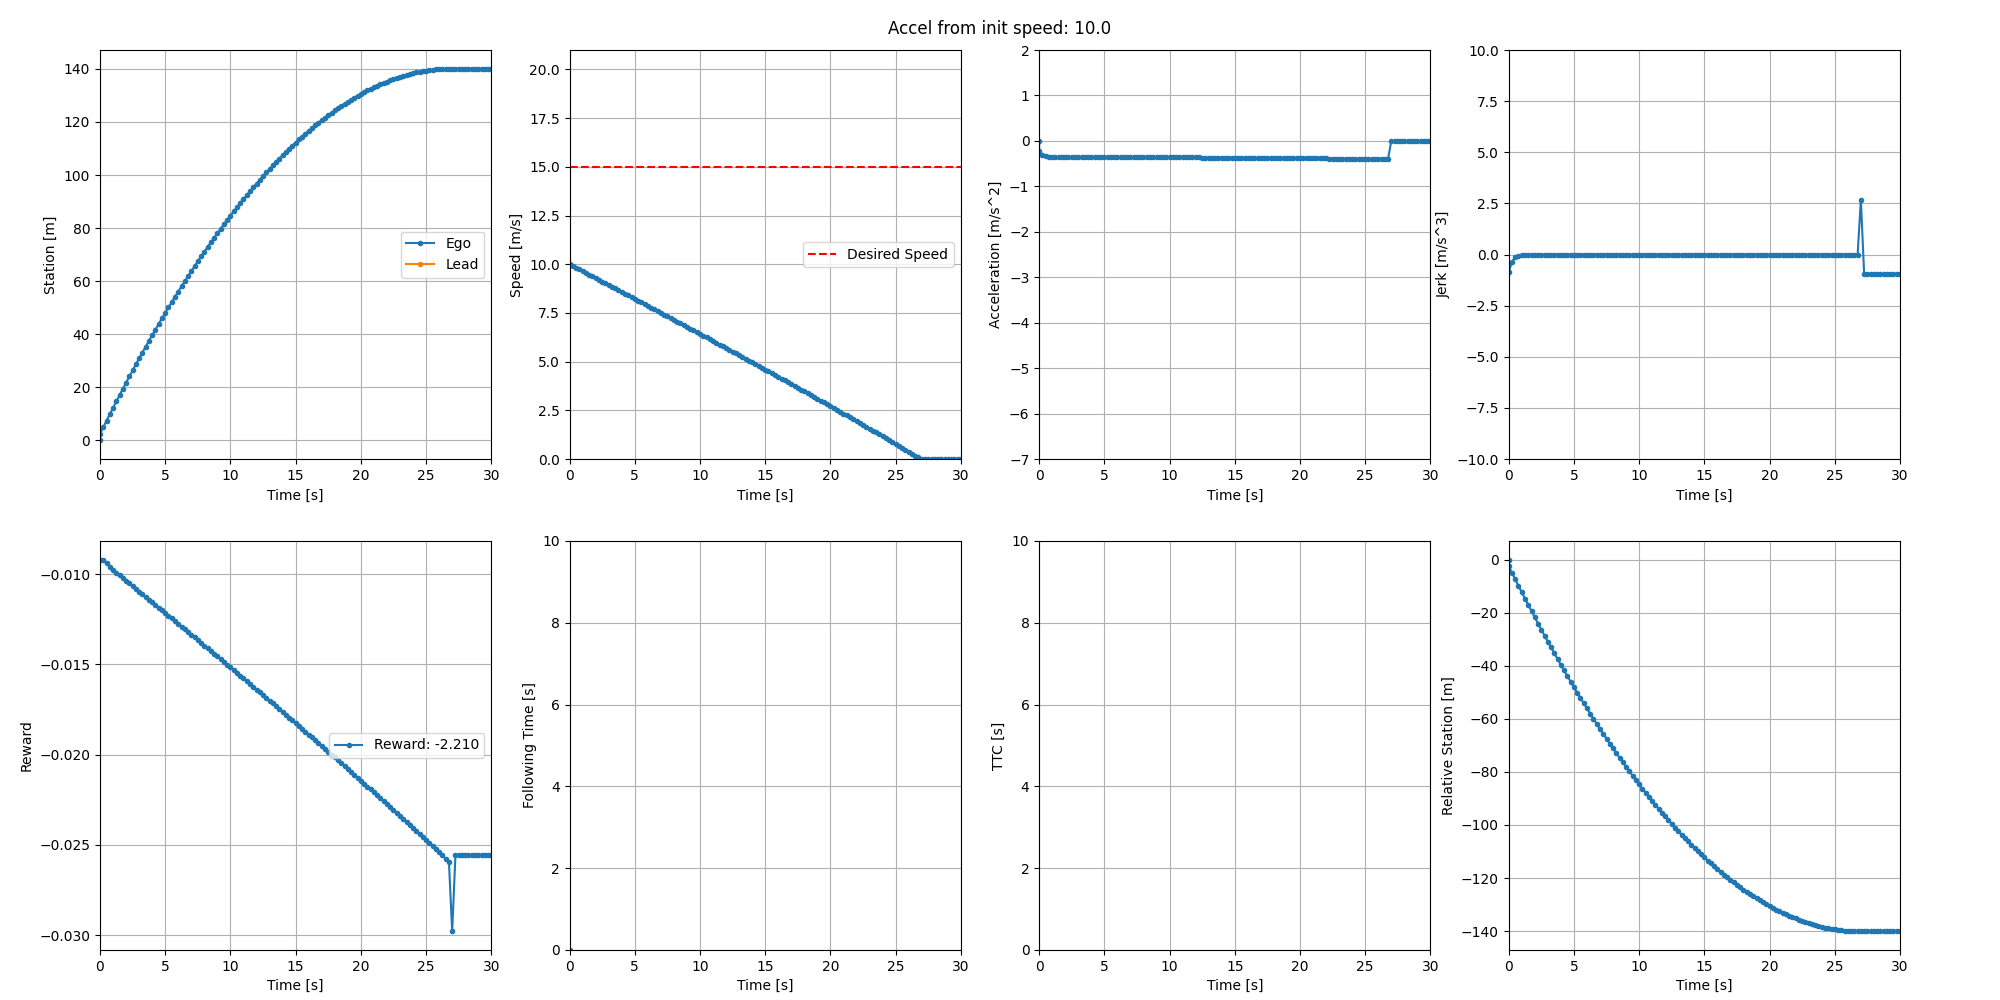 Accel from init speed: 10.0
Station [m]
140
120
100
80
60
40
20
0
Ego
Lead
0 5 10 15 20 25 30
Time [s]
Speed [m/s]
20.0
17.5
15.0
12.5
10.0
7.5
5.0
2.5
0.0
Desired Speed
0 5 10 15 20 25 30
Time [s]
Acceleration [m/s^2]
2
1
0
−1
−2
−3
−4
−5
−6
−7
0 5 10 15 20 25 30
Time [s]
Jerk [m/s^3]
10.0
7.5
5.0
2.5
0.0
−2.5
−5.0
−7.5
−10.0
0 5 10 15 20 25 30
Time [s]
Reward
−0.010
−0.015
−0.020
−0.025
−0.030
Reward: -2.210
0 5 10 15 20 25 30
Time [s]
Following Time [s]
10
8
6
4
2
0
0 5 10 15 20 25 30
Time [s]
TTC [s]
10
8
6
4
2
0
0 5 10 15 20 25 30
Time [s]
Relative Station [m]
0
−20
−40
−60
−80
−100
−120
−140
0 5 10 15 20 25 30
Time [s]